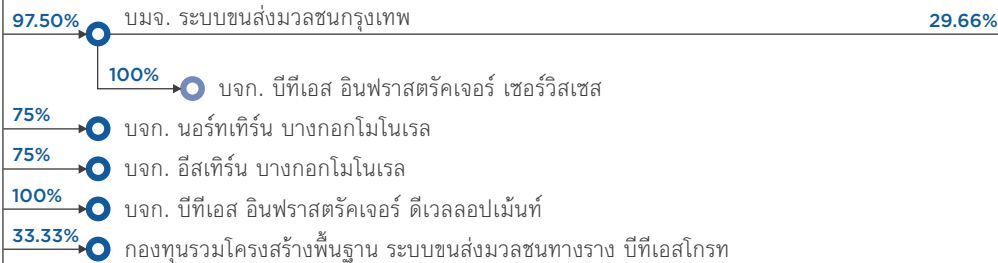 97.50% บมจ. ระบบขนส่งมวลชนกรุงเทพ 29.66%
100% บจก. บีทีเอส อินฟราสตรัคเจอร์ เซอร์วิสเซส
75% บจก. นอร์ทเทิร์น บางกอกโมโนเรล
75% บจก. อีสเทิร์น บางกอกโมโนเรล
100% บจก. บีทีเอส อินฟราสตรัคเจอร์ ดีเวลลอปเม้นท์
33.33% กองทุนรวมโครงสร้างพื้นฐาน ระบบขนส่งมวลชนทางราง บีทีเอสโกรท